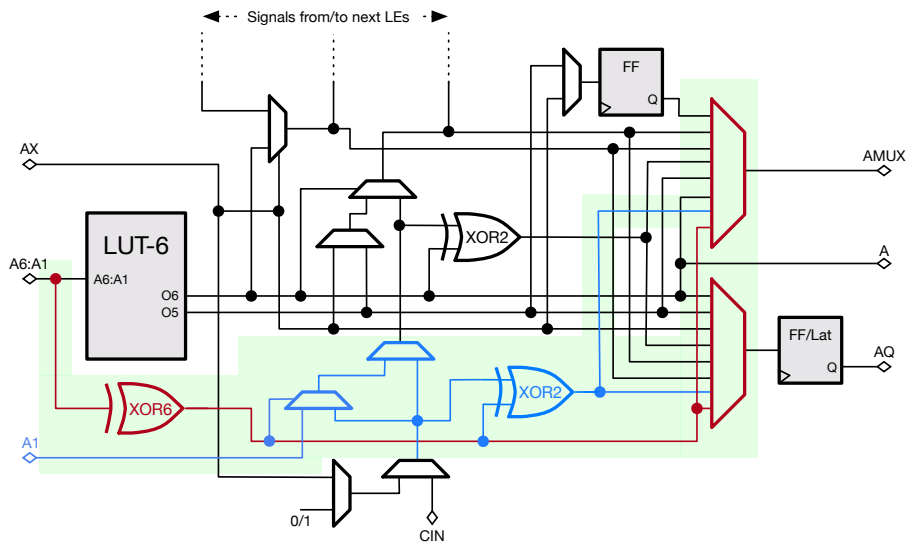 Signals from/to next LEs
FF
Q
AX
AMUX
LUT-6
XOR2
A
A6:A1
A6:A1
O6
O5
FF/Lat
Q
AQ
XOR6
XOR2
A1
0/1
CIN